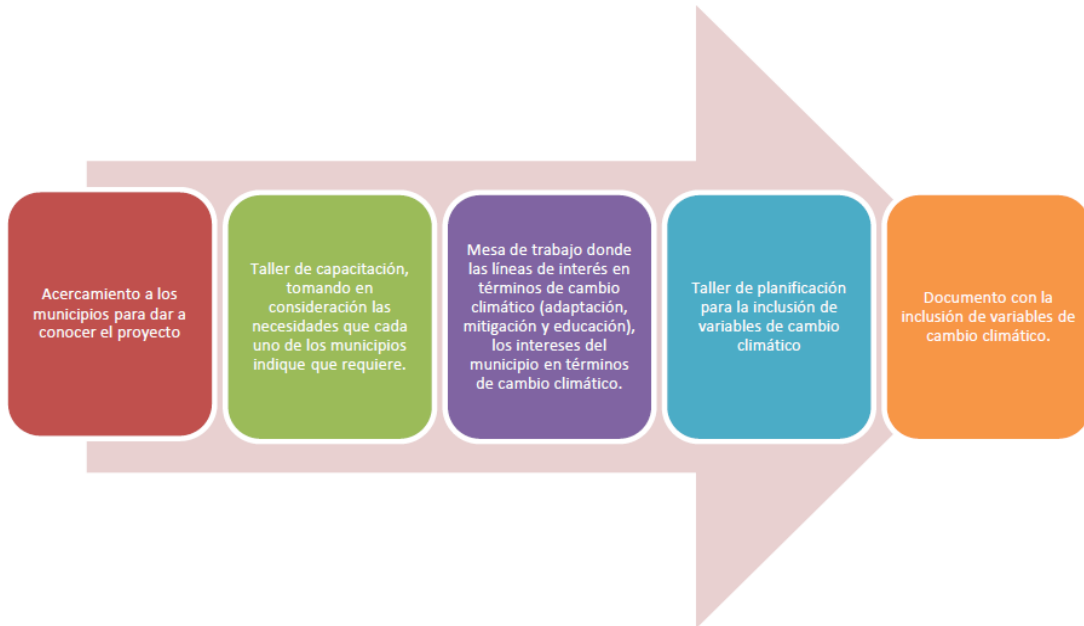 Acercamiento a los
municipios para dar a
conocer el proyecto
Taller de capacitación,
tomando en
consideración las
necesidades que cada
uno de los municipios
indique que requiere.
Mesa de trabajo donde
las líneas de interés en
términos de cambio
climático (adaptación,
mitigación y educación),
los intereses del
municipio en términos
de cambio climático.
Taller de planificación
para la inclusión de
variables de cambio
climático
Documento con la
inclusión de variables de
cambio climático.